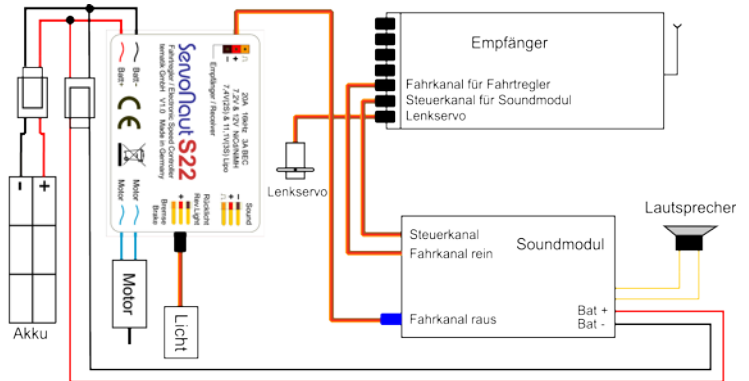 Batt+
Batt-
ServoNaut S22
Fahrtregler / Electronic Speed Controller
tematik GmbH V1.0 Made in Germany
CE
Motor
Motor
⎍
+
−
Empfänger / Receiver
20A 16kHz 3A BEC
7.2V & 12V NiCd/NiMH
7,4V(2S) & 11,1V(3S) Lipo
Sound
−
+
⎍
Rücklicht
Rev.Light
Bremse
Brake
Empfänger
Fahrkanal für Fahrtregler
Steuerkanal für Soundmodul
Lenkservo
Lenkservo
- +
Akku
Motor
Licht
Steuerkanal
Fahrkanal rein
Soundmodul
Lautsprecher
Bat +
Bat -
Fahrkanal raus